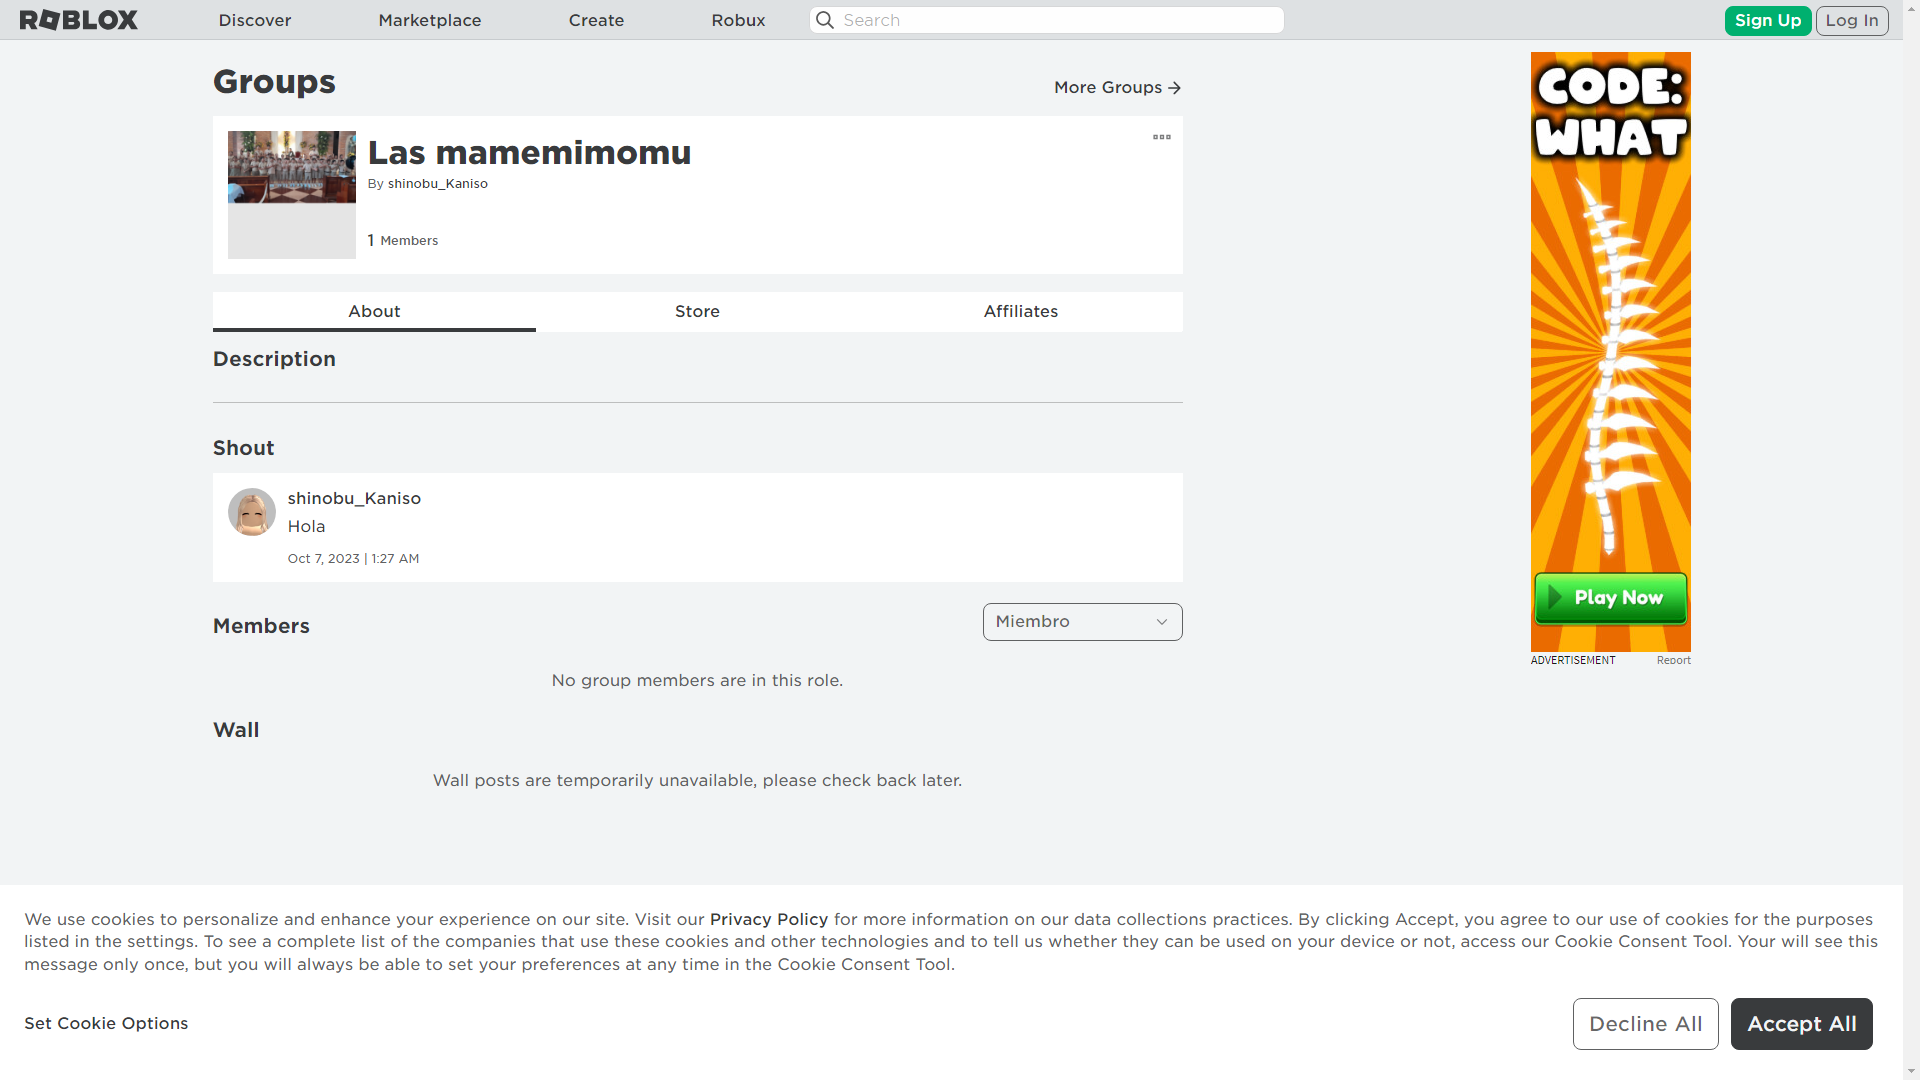 ROBLOX Discover Marketplace Create Robux Search Sign Up Log In
Groups
More Groups
Las mamemimomu
By shinobu_Kaniso
1 Members
About Store Affiliates
Description
Shout
shinobu_Kaniso
Hola
Oct 7, 2023 | 1:27 AM
Members
Miembro
No group members are in this role.
Wall
Wall posts are temporarily unavailable, please check back later.
CODE:
WHAT
Play Now
ADVERTISEMENT Report
We use cookies to personalize and enhance your experience on our site. Visit our Privacy Policy for more information on our data collections practices. By clicking Accept, you agree to our use of cookies for the purposes
listed in the settings. To see a complete list of the companies that use these cookies and other technologies and to tell us whether they can be used on your device or not, access our Cookie Consent Tool. Your will see this
message only once, but you will always be able to set your preferences at any time in the Cookie Consent Tool.
Set Cookie Options
Decline All Accept All